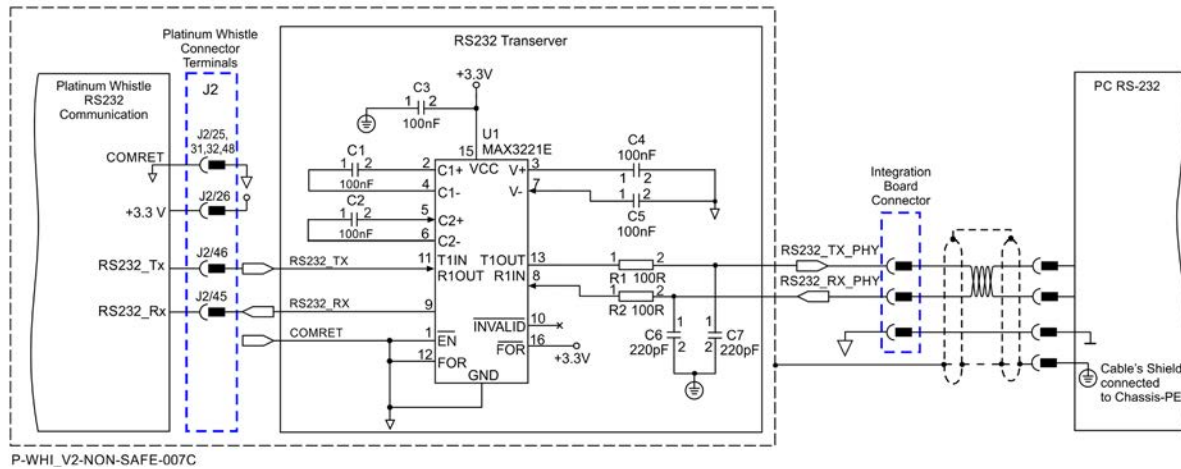 Platinum Whistle
Connector
Terminals
J2
Platinum Whistle
RS232
Communication
COMRET
J2/25,
31,32,48
+3.3 V
J2/26
RS232_Tx
J2/46
RS232_Rx
J2/45
RS232_TX
RS232_RX
COMRET
RS232 Transerver
+3.3V
C3
1 2
100nF
U1
MAX3221E
15
VCC
C1
1 2
100nF
2 C1+
4 C1-
C2
1 2
100nF
5 C2+
6 C2-
11 T1IN
R1OUT
9
1 EN
12 FOR
GND
V+ 3
V- 7
C4
100nF
1 2
1 2
C5
100nF
T1OUT 13
R1IN 8
1 2
R1 100R
1 2
R2 100R
INVALID 10
FOR 16
+3.3V
C6
1
2
220pF
C7
1
2
220pF
RS232_TX_PHY
RS232_RX_PHY
Integration
Board
Connector
PC RS-232
Cable's Shield
connected
to Chassis-PE
P-WHI_V2-NON-SAFE-007C